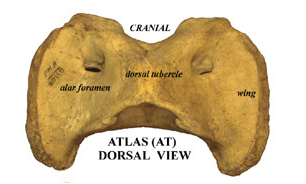 CRANIAL
dorsal tubercle
alar foramen
wing
ATLAS (AT)
DORSAL VIEW